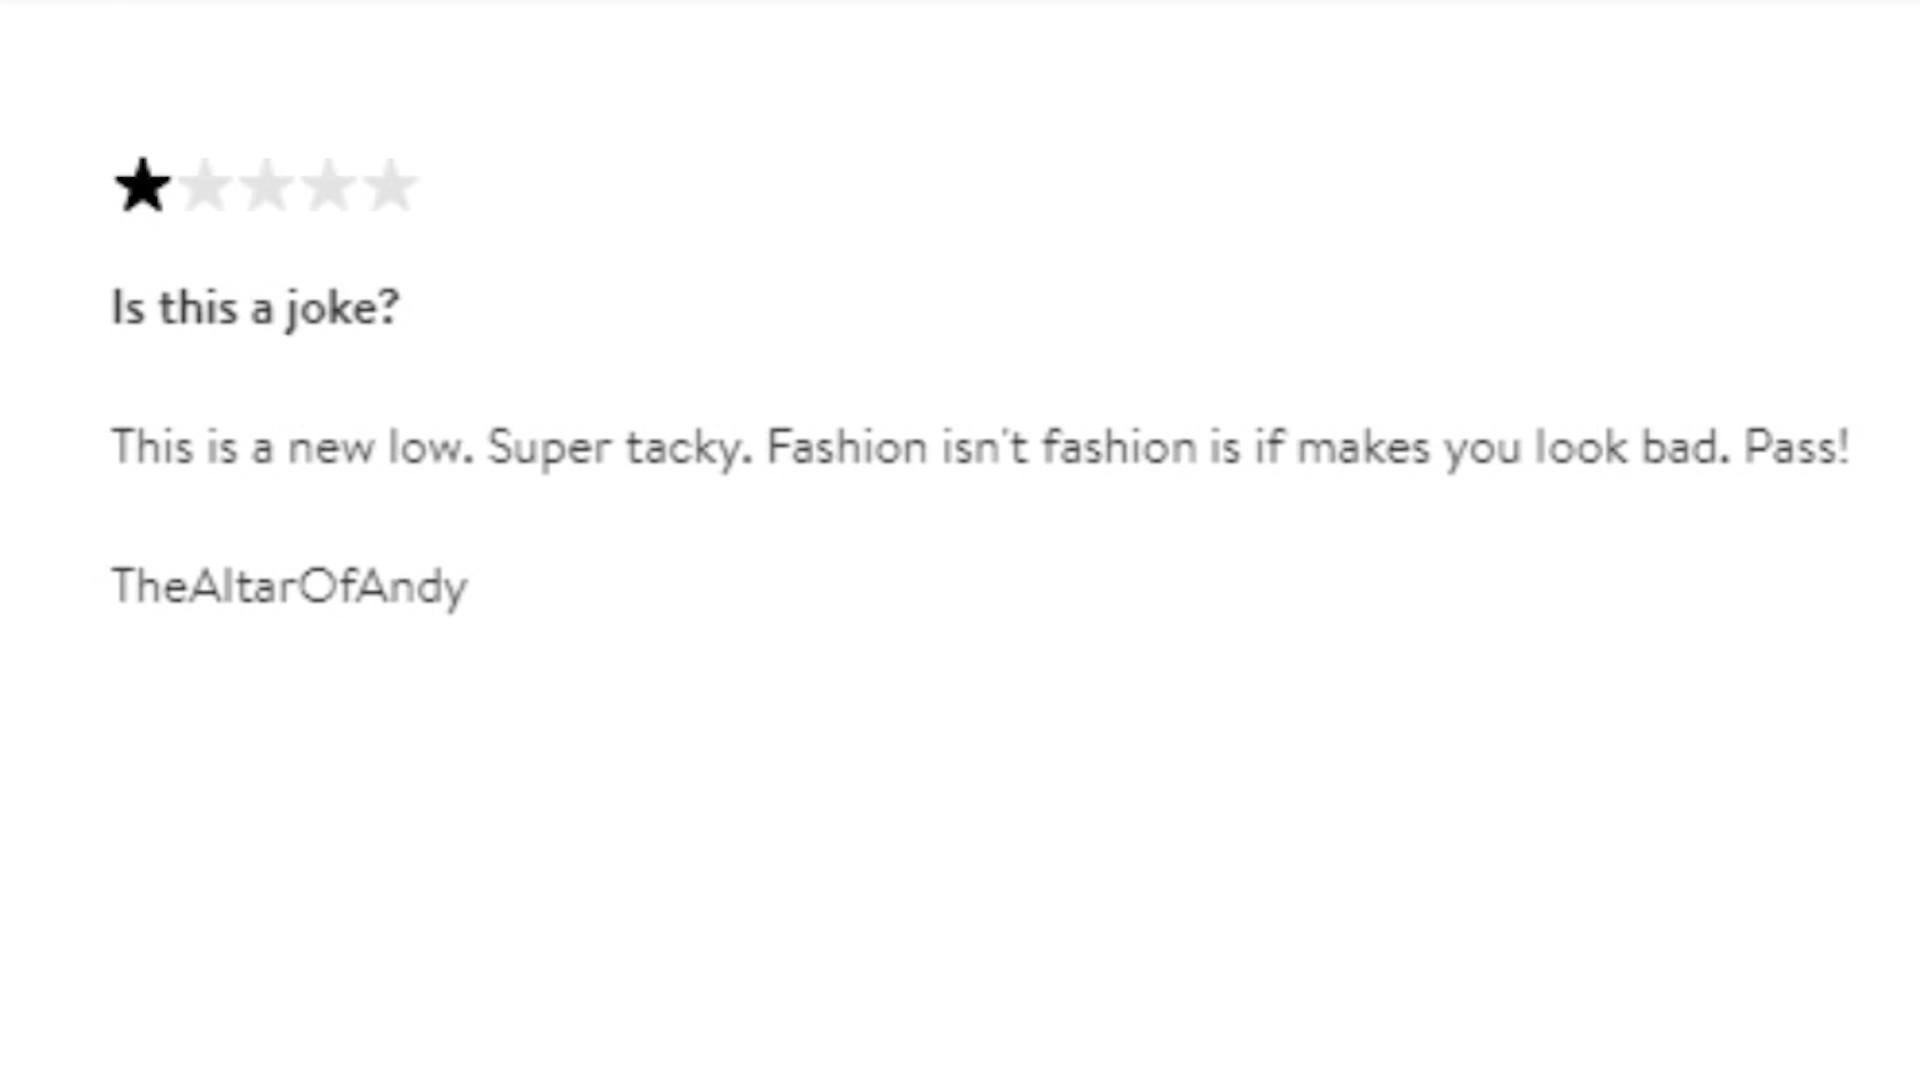 Is this a joke?
This is a new low. Super tacky. Fashion isn't fashion is if makes you look bad. Pass!
TheAltarOfAndy